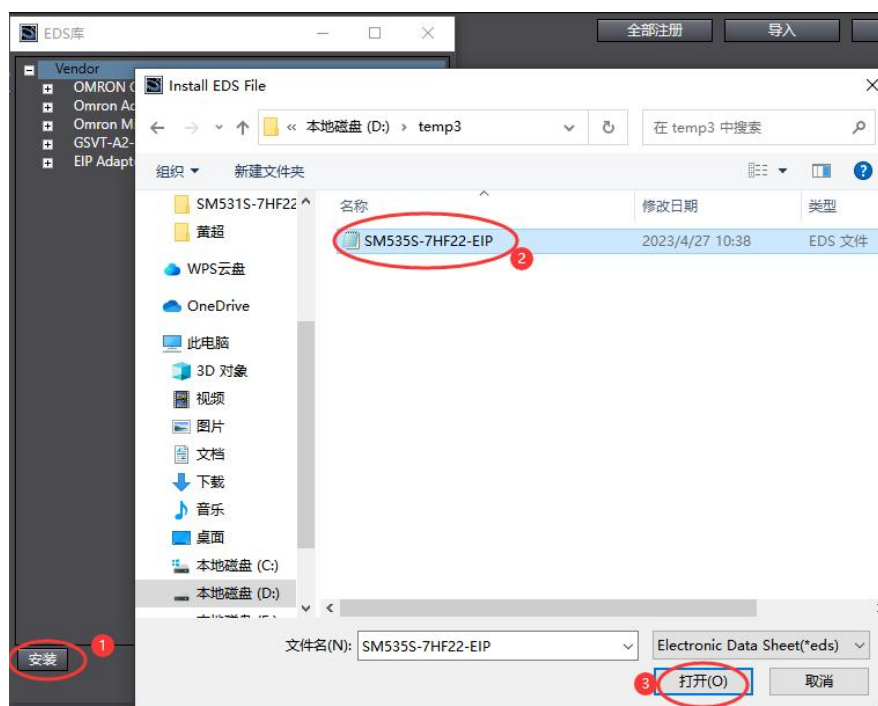 EDS库
全部注册
导入
Vendor
OMRON
Omron Ad
Omron M
GSVT-A2-
EIP Adapt
Install EDS File
« 本地磁盘 (D:) › temp3
在 temp3 中搜索
组织
新建文件夹
SM531S-7HF22
黄超
WPS云盘
OneDrive
此电脑
3D 对象
视频
图片
文档
下载
音乐
桌面
本地磁盘 (C:)
本地磁盘 (D:)
名称
修改日期
类型
SM535S-7HF22-EIP
2023/4/27 10:38
EDS 文件
2
文件名(N):
SM535S-7HF22-EIP
Electronic Data Sheet(*eds)
1
安装
3
打开(O)
取消